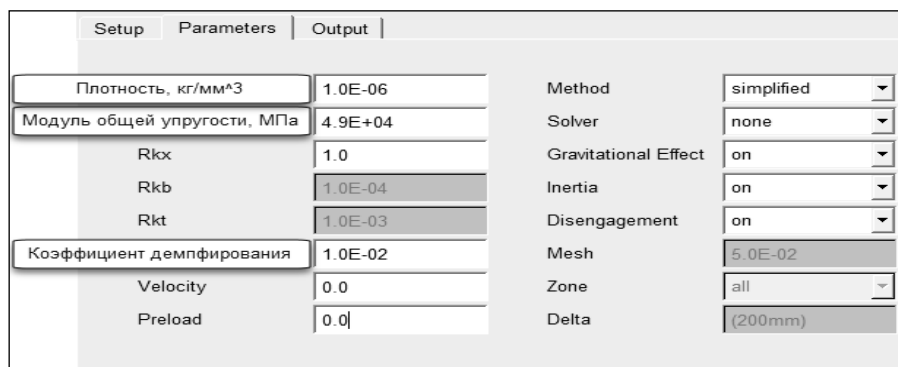 Setup Parameters Output
Плотность, кг/мм^3 1.0E-06 Method simplified
Модуль общей упругости, МПа 4.9E+04 Solver none
Rkx 1.0 Gravitational Effect on
Rkb 1.0E-04 Inertia on
Rkt 1.0E-03 Disengagement on
Коэффициент демпфирования 1.0E-02 Mesh 5.0E-02
Velocity 0.0 Zone all
Preload 0.0 Delta (200mm)